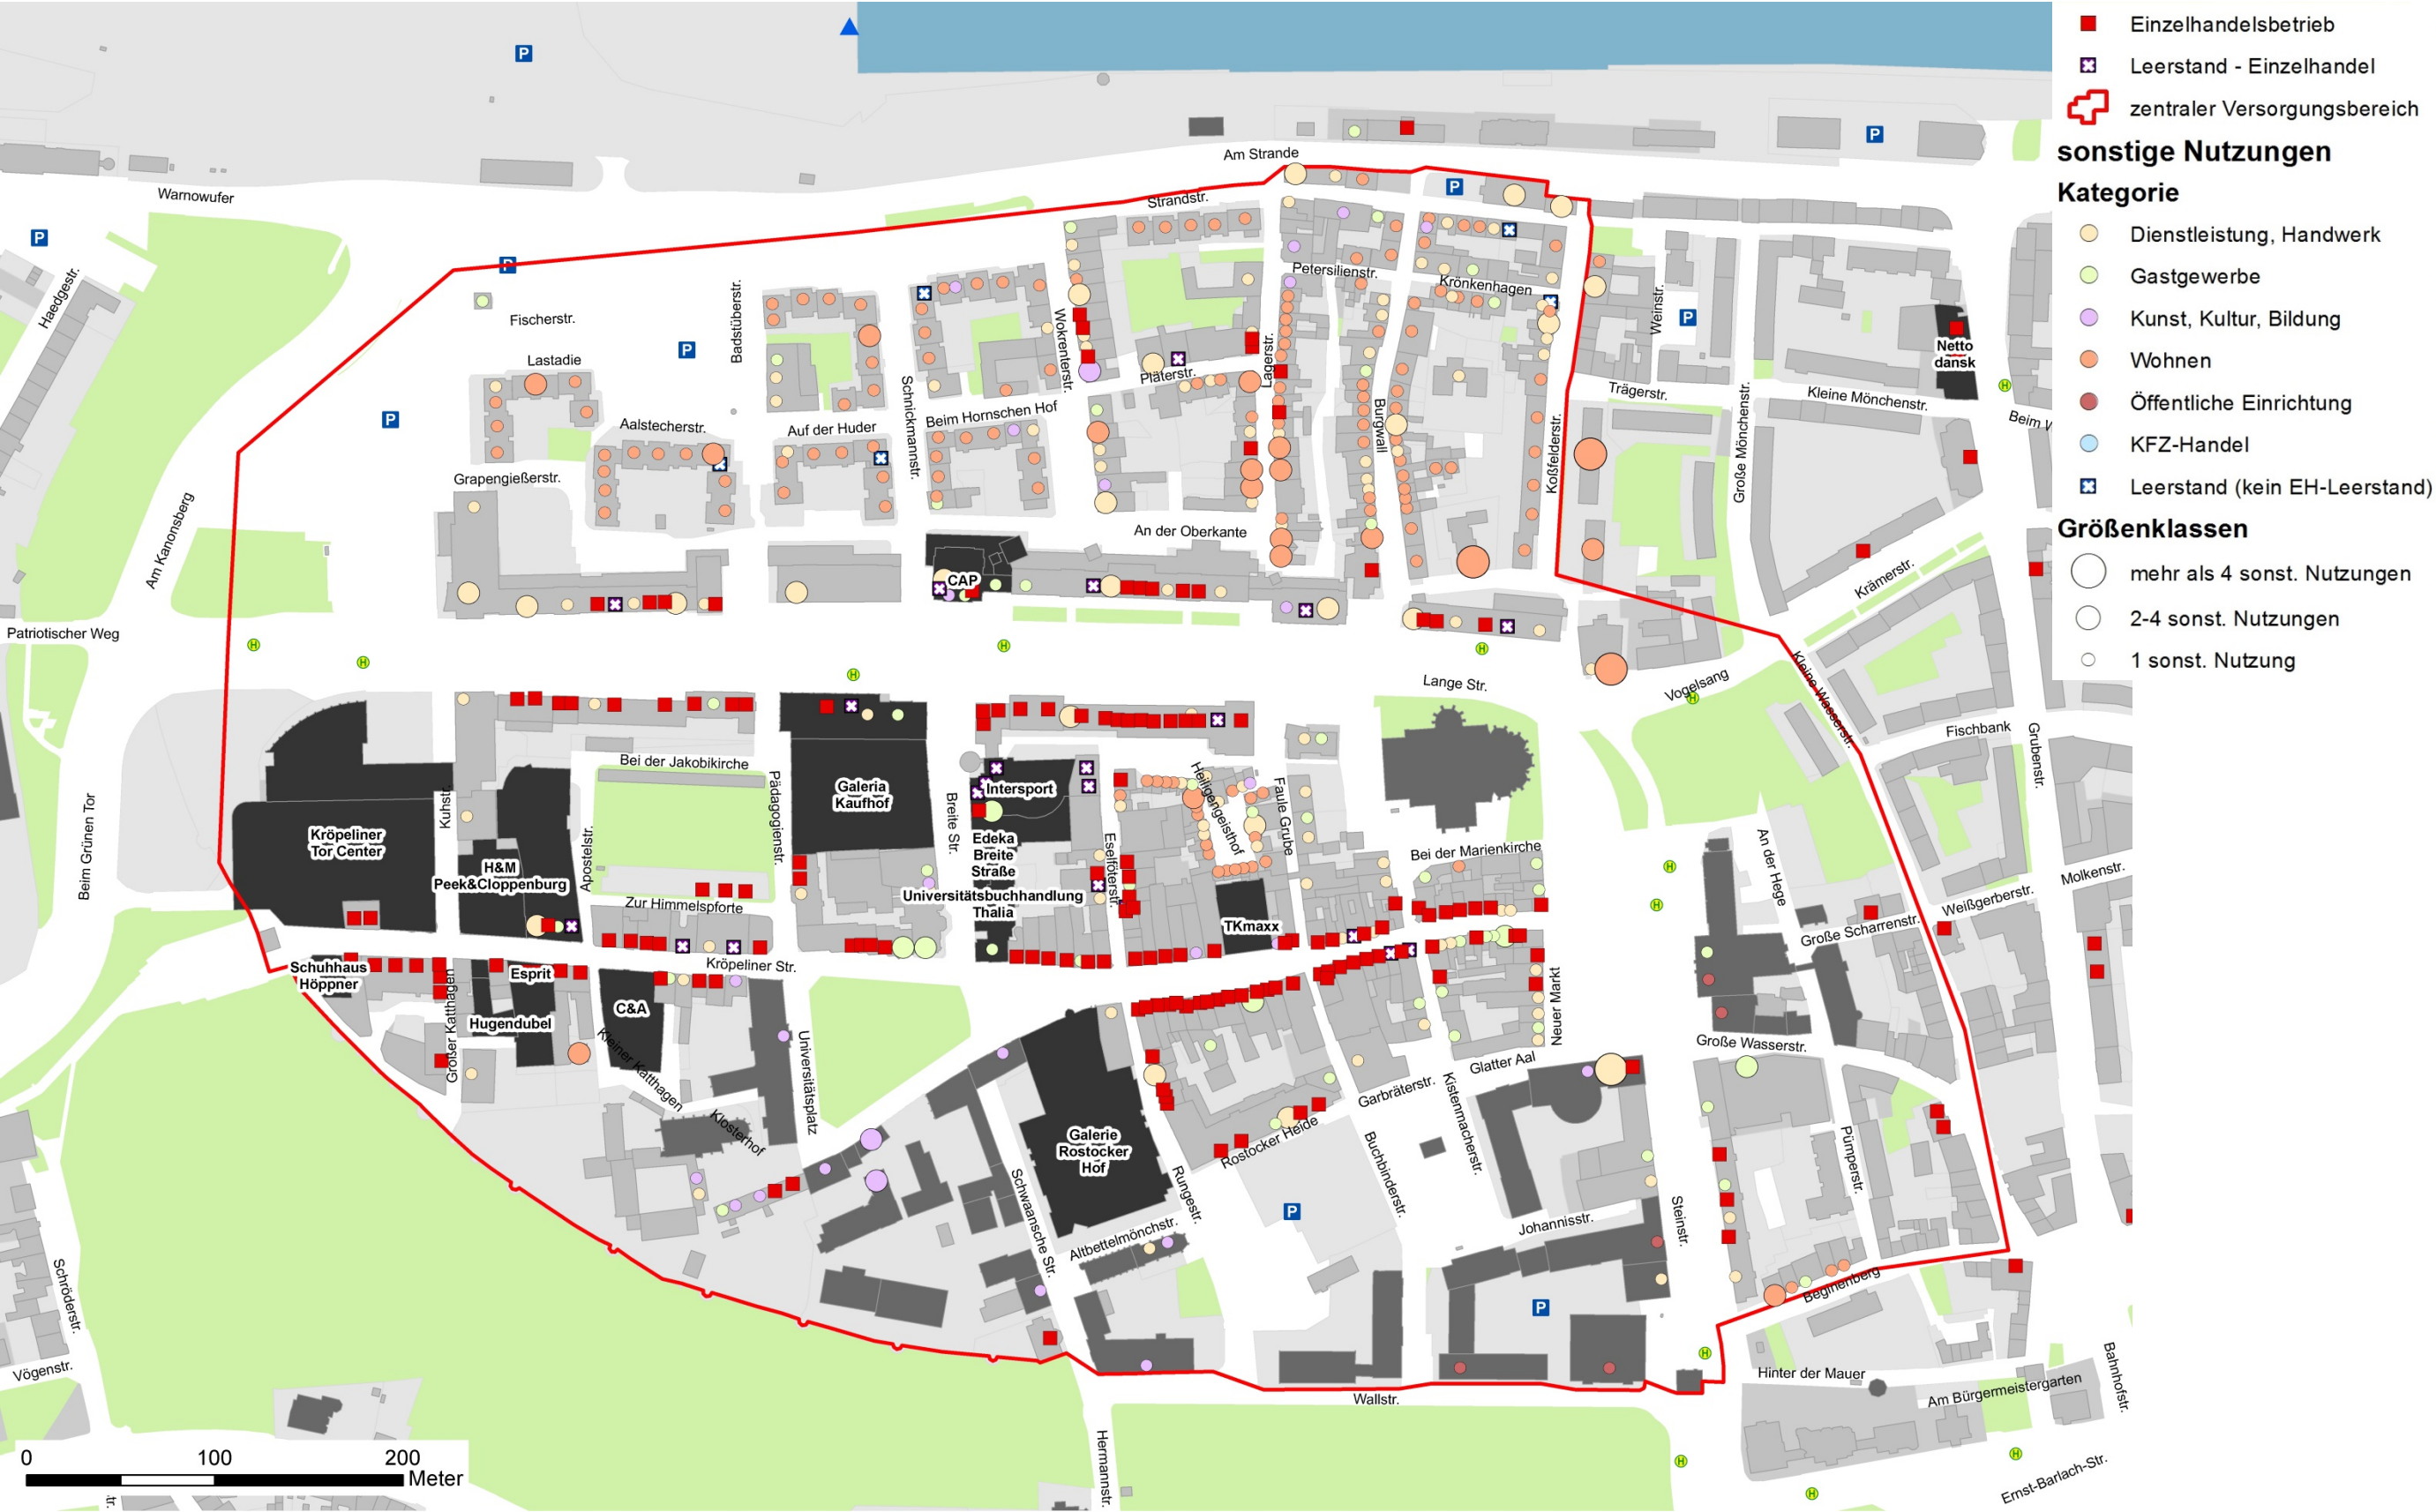 Einzelhandelsbetrieb
Leerstand - Einzelhandel
zentraler Versorgungsbereich
sonstige Nutzungen
Kategorie
Dienstleistung, Handwerk
Gastgewerbe
Kunst, Kultur, Bildung
Wohnen
Öffentliche Einrichtung
KFZ-Handel
Leerstand (kein EH-Leerstand)
Größenklassen
mehr als 4 sonst. Nutzungen
2-4 sonst. Nutzungen
1 sonst. Nutzung
P
P
Am Strande
Warnowufer
P
Strandstr.
P
P
Haedgestr.
Petersilienstr.
Krönkenhagen
Weinstr.
P
Fischerstr.
Badstüberstr.
Wokrenterstr.
P
Lastadie
Lagerstr.
Netto
dansk
Pläterstr.
Schnickmannstr.
Trägerstr.
Große Mönchenstr.
Kleine Mönchenstr.
H
P
Aalstecherstr.
Auf der Huder
Beim Hornschen Hof
Burgwall
Koßfelderstr.
Beim
Grapengießerstr.
Am Kanonsberg
An der Oberkante
CAP
Krämerstr.
Patriotischer Weg
H
H
H
H
H
Lange Str.
Vogelsang
H
Kleine Wasserstr.
Fischbank
Grubenstr.
Bei der Jakobikirche
Pädagogienstr.
Galeria
Kaufhof
Breite Str.
Intersport
Heiligengeisthof
Faule Grube
Beim Grünen Tor
Kuhstr.
Kröpeliner
Tor Center
Apostelstr.
H&M
Peek&Cloppenburg
Edeka
Breite
Straße
Eselföterstr.
Bei der Marienkirche
H
An der Hege
Molkenstr.
Zur Himmelspforte
Universitätsbuchhandlung
Thalia
TKmaxx
H
Weißgerberstr.
Große Scharrenstr.
Kröpeliner Str.
Schuhhaus
Höppner
Esprit
Großer Katthagen
C&A
Hugendubel
Neuer Markt
Kleiner Katthagen
Universitätsplatz
Große Wasserstr.
Glatter Aal
Garbräterstr.
Kistenmacherstr.
Klosterhof
Galerie
Rostocker
Hof
Rostocker Heide
Buchbinderstr.
Pümperstr.
Schwaansche Str.
Rungestr.
P
Steinstr.
Altbettelmönchstr.
Johannisstr.
Schröderstr.
Beginenberg
P
Vögenstr.
H
Hinter der Mauer
Am Bürgermeistergarten
Bahnhofstr.
Wallstr.
Hermannstr.
H
H
H
Ernst-Barlach-Str.
0 100 200
Meter
tr.